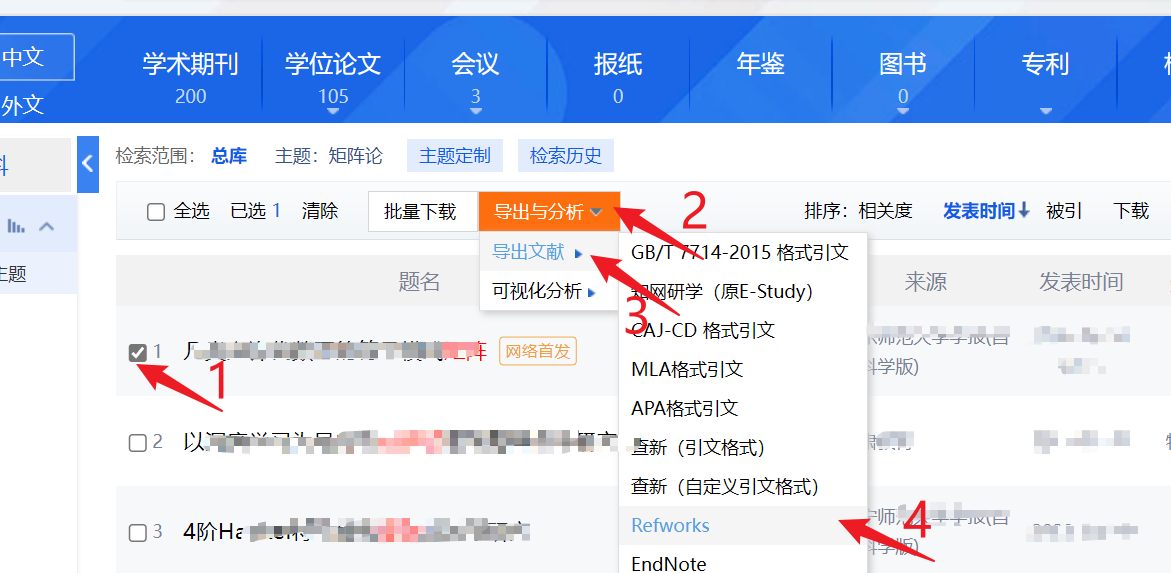 中文
学术期刊
学位论文
会议
报纸
年鉴
图书
专利
200
105
3
0
0
外文
检索范围：总库 主题：矩阵论 主题定制 检索历史
全选 已选 1 清除 批量下载 导出与分析 排序：相关度 发表时间↓ 被引 下载
2
导出文献
GB/T 7714-2015 格式引文
主题
题名
来源
发表时间
可视化分析
知网研学（原E-Study）
3
CAJ-CD 格式引文
1
矩阵
网络首发
科学版)
1
MLA格式引文
APA格式引文
2 以
查新（引文格式）
查新（自定义引文格式）
3 4阶Ha
Refworks
4
科学版)
EndNote